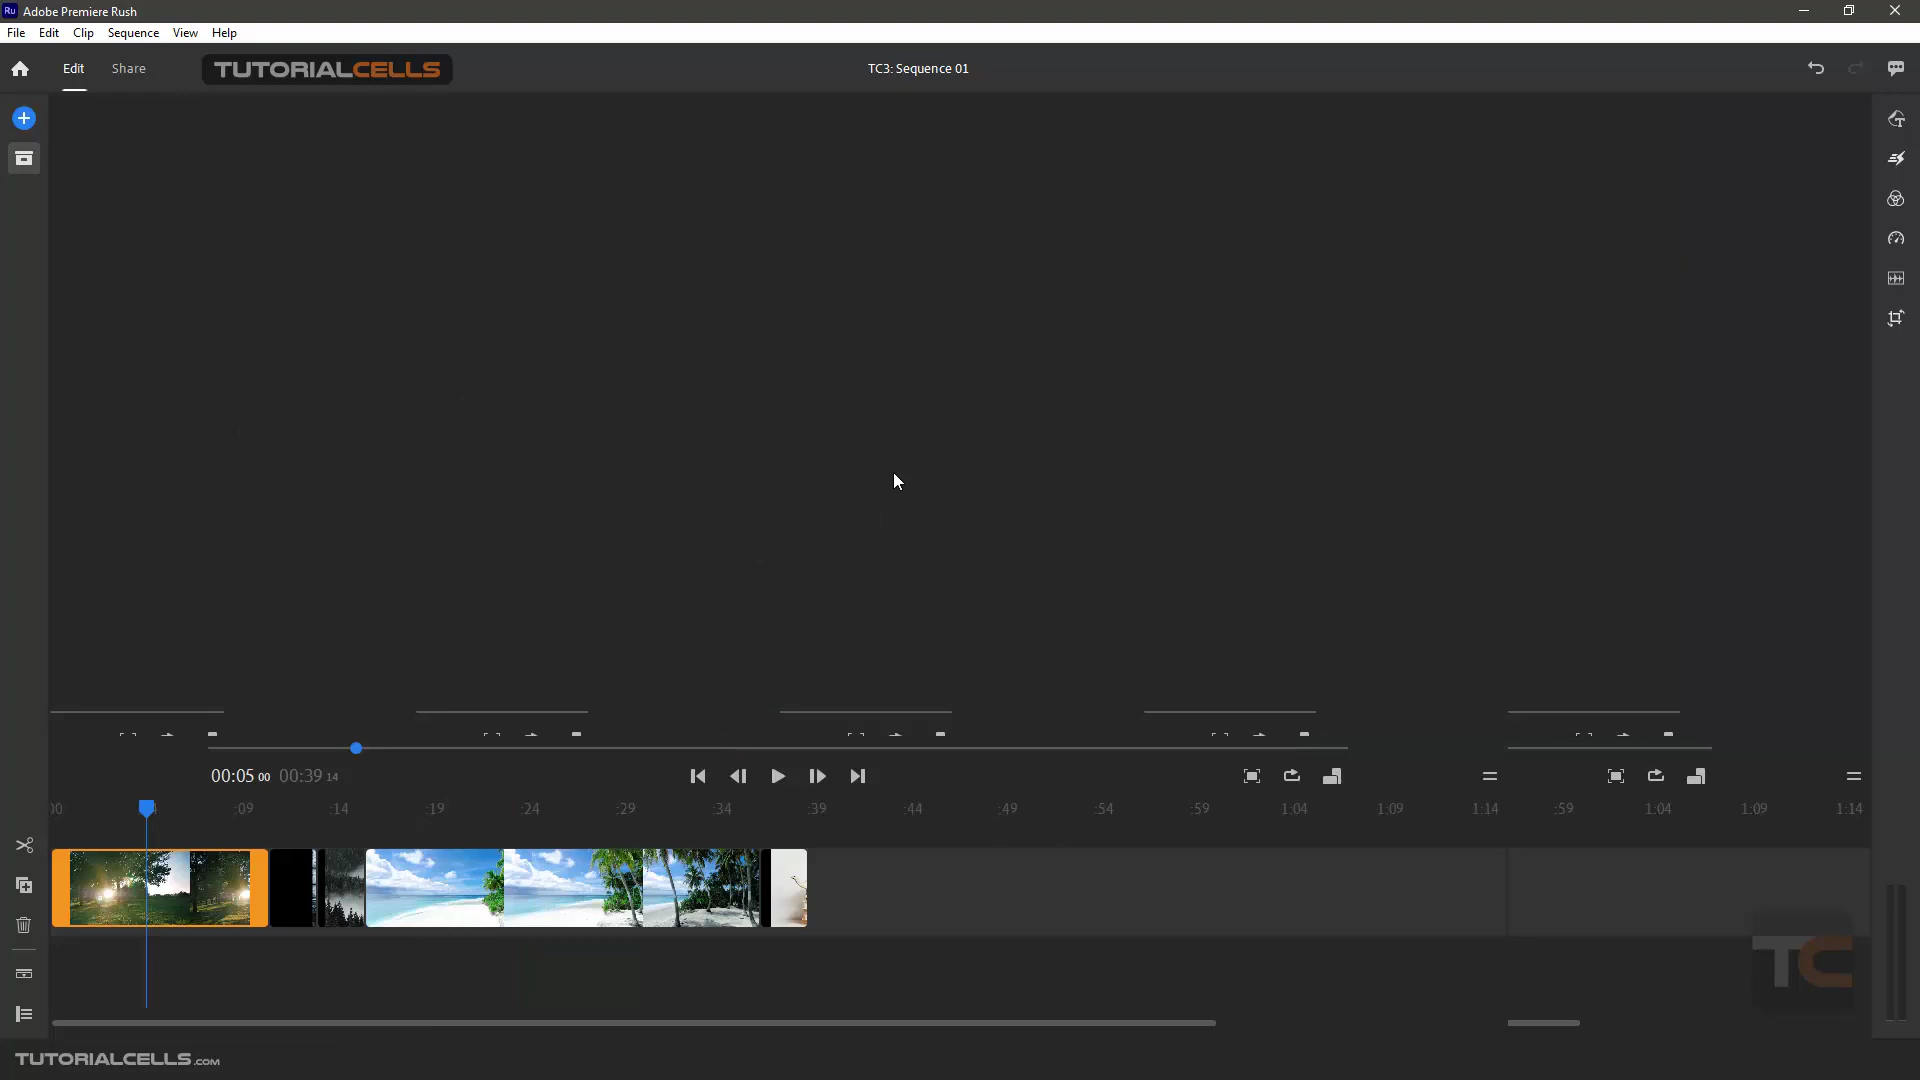 Ru Adobe Premiere Rush
File Edit Clip Sequence View Help
Edit Share TUTORIALCELLS TC3: Sequence 01
00:05 00 00:39 14
:09 :14 :19 :24 :29 :34 :39 :44 :49 :54 :59 1:04 1:09 1:14 :59 1:04 1:09 1:14
TC
TUTORIALCELLS.COM